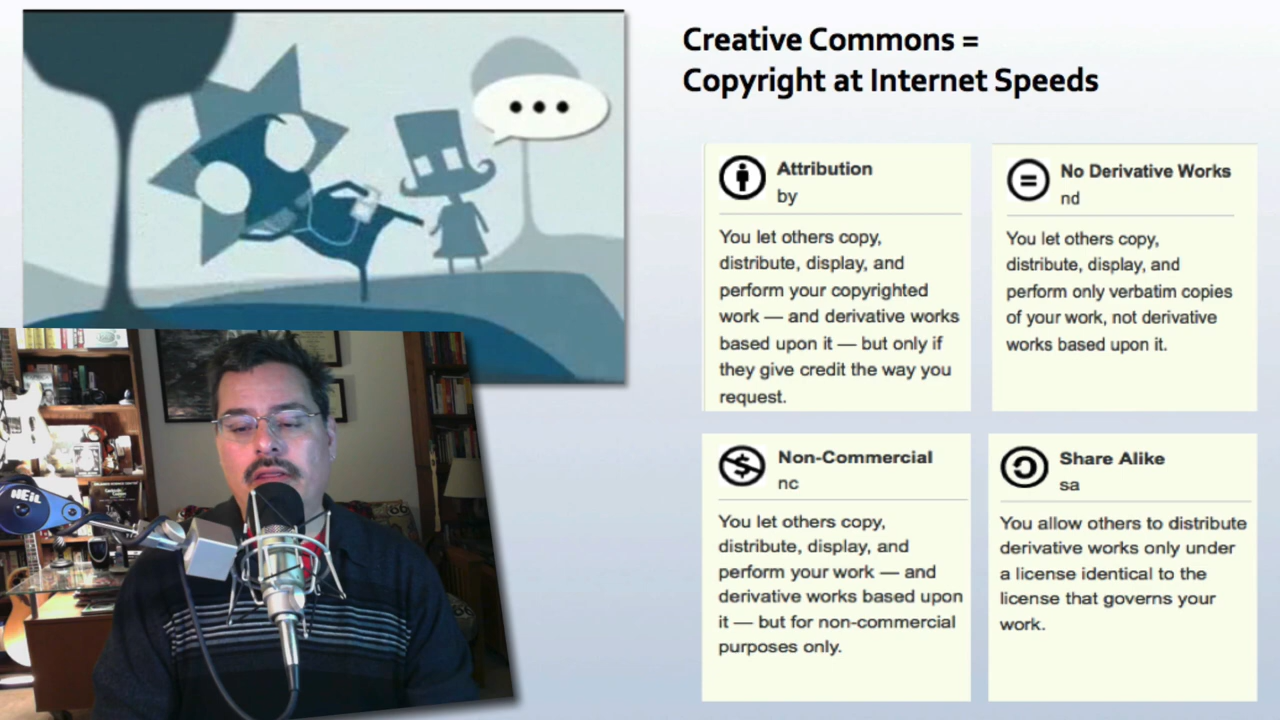 Creative Commons =
Copyright at Internet Speeds
Attribution
by
You let others copy,
distribute, display, and
perform your copyrighted
work — and derivative works
based upon it — but only if
they give credit the way you
request.
No Derivative Works
nd
You let others copy,
distribute, display, and
perform only verbatim copies
of your work, not derivative
works based upon it.
Non-Commercial
nc
You let others copy,
distribute, display, and
perform your work — and
derivative works based upon
it — but for non-commercial
purposes only.
Share Alike
sa
You allow others to distribute
derivative works only under
a license identical to the
license that governs your
work.
NEIL